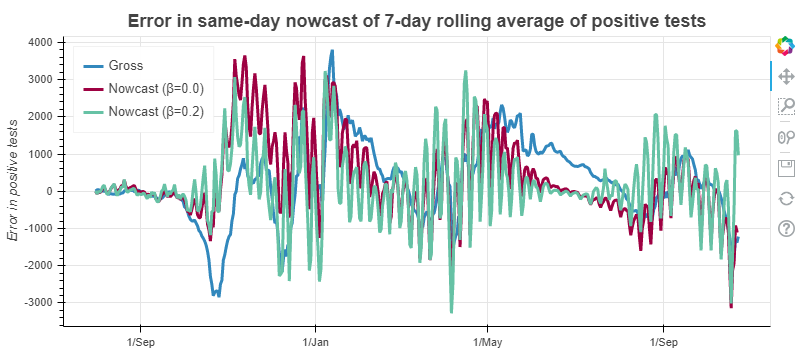 Error in same-day nowcast of 7-day rolling average of positive tests
Error in positive tests
4000
3000
2000
1000
0
-1000
-2000
-3000
Gross
Nowcast (β=0.0)
Nowcast (β=0.2)
1/Sep
1/Jan
1/May
1/Sep